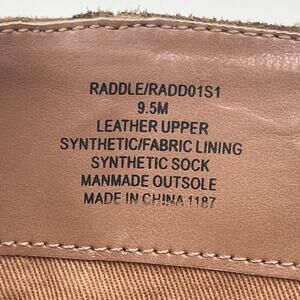 RADDLE/RADD01S1
9.5M
LEATHER UPPER
SYNTHETIC/FABRIC LINING
SYNTHETIC SOCK
MANMADE OUTSOLE
MADE IN CHINA 1187